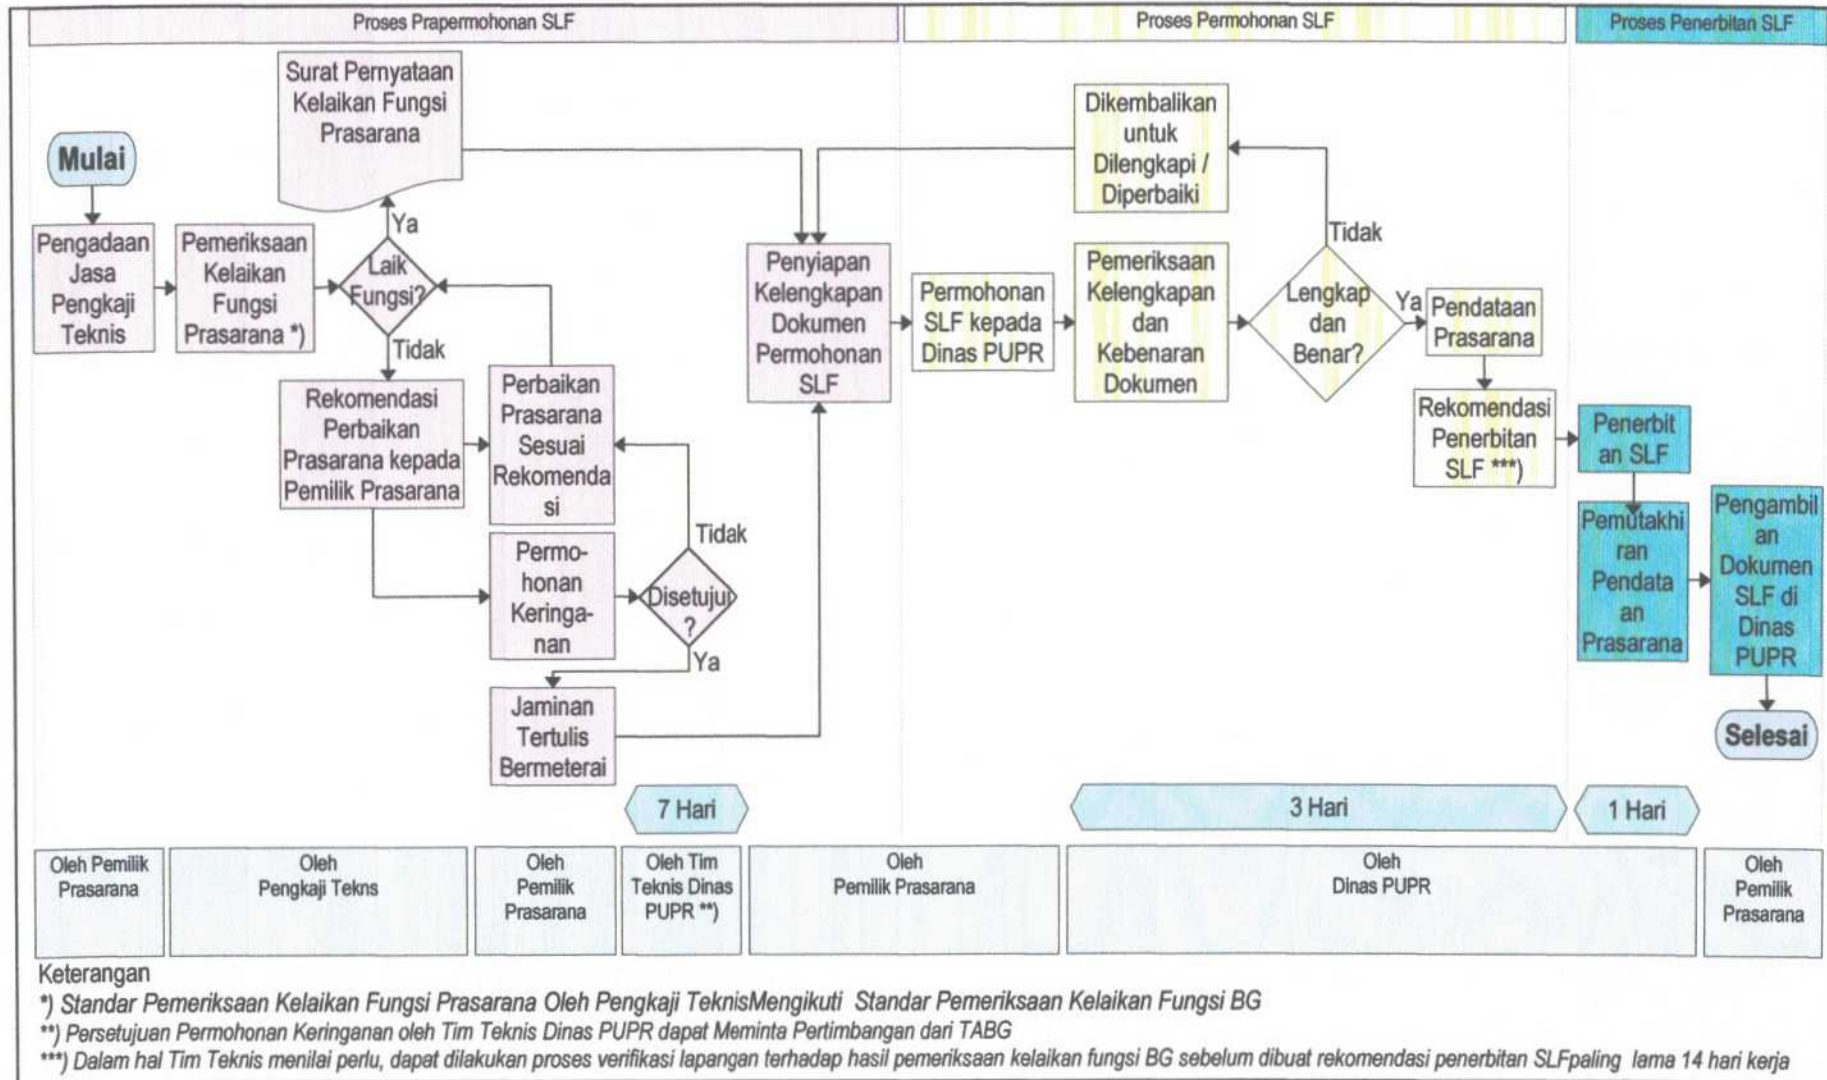 Proses Prapermohonan SLF
Proses Permohonan SLF
Proses Penerbitan SLF
Mulai
Pengadaan
Jasa
Pengkaji
Teknis
Pemeriksaan
Kelaikan
Fungsi
Prasarana *)
Surat Pernyataan
Kelaikan Fungsi
Prasarana
Ya
Laik
Fungsi?
Tidak
Rekomendasi
Perbaikan
Prasarana kepada
Pemilik Prasarana
Perbaikan
Prasarana
Sesuai
Rekomenda
si
Permo-
honan
Keringa-
nan
Tidak
Disetujui
?
Ya
Jaminan
Tertulis
Bermeterai
Penyiapan
Kelengkapan
Dokumen
Permohonan
SLF
Permohonan
SLF kepada
Dinas PUPR
Dikembalikan
untuk
Dilengkapi /
Diperbaiki
Pemeriksaan
Kelengkapan
dan
Kebenaran
Dokumen
Tidak
Lengkap
dan
Benar?
Ya
Pendataan
Prasarana
Rekomendasi
Penerbitan
SLF ***)
Penerbit
an SLF
Pemutakhi
ran
Pendata
an
Prasarana
Pengambil
an
Dokumen
SLF di
Dinas
PUPR
Selesai
7 Hari
3 Hari
1 Hari
Oleh Pemilik
Prasarana
Oleh
Pengkaji Tekns
Oleh
Pemilik
Prasarana
Oleh Tim
Teknis Dinas
PUPR **)
Oleh
Pemilik Prasarana
Oleh
Dinas PUPR
Oleh
Pemilik
Prasarana
Keterangan
*) Standar Pemeriksaan Kelaikan Fungsi Prasarana Oleh Pengkaji TeknisMengikuti Standar Pemeriksaan Kelaikan Fungsi BG
**) Persetujuan Permohonan Keringanan oleh Tim Teknis Dinas PUPR dapat Meminta Pertimbangan dari TABG
***) Dalam hal Tim Teknis menilai perlu, dapat dilakukan proses verifikasi lapangan terhadap hasil pemeriksaan kelaikan fungsi BG sebelum dibuat rekomendasi penerbitan SLFpaling lama 14 hari kerja